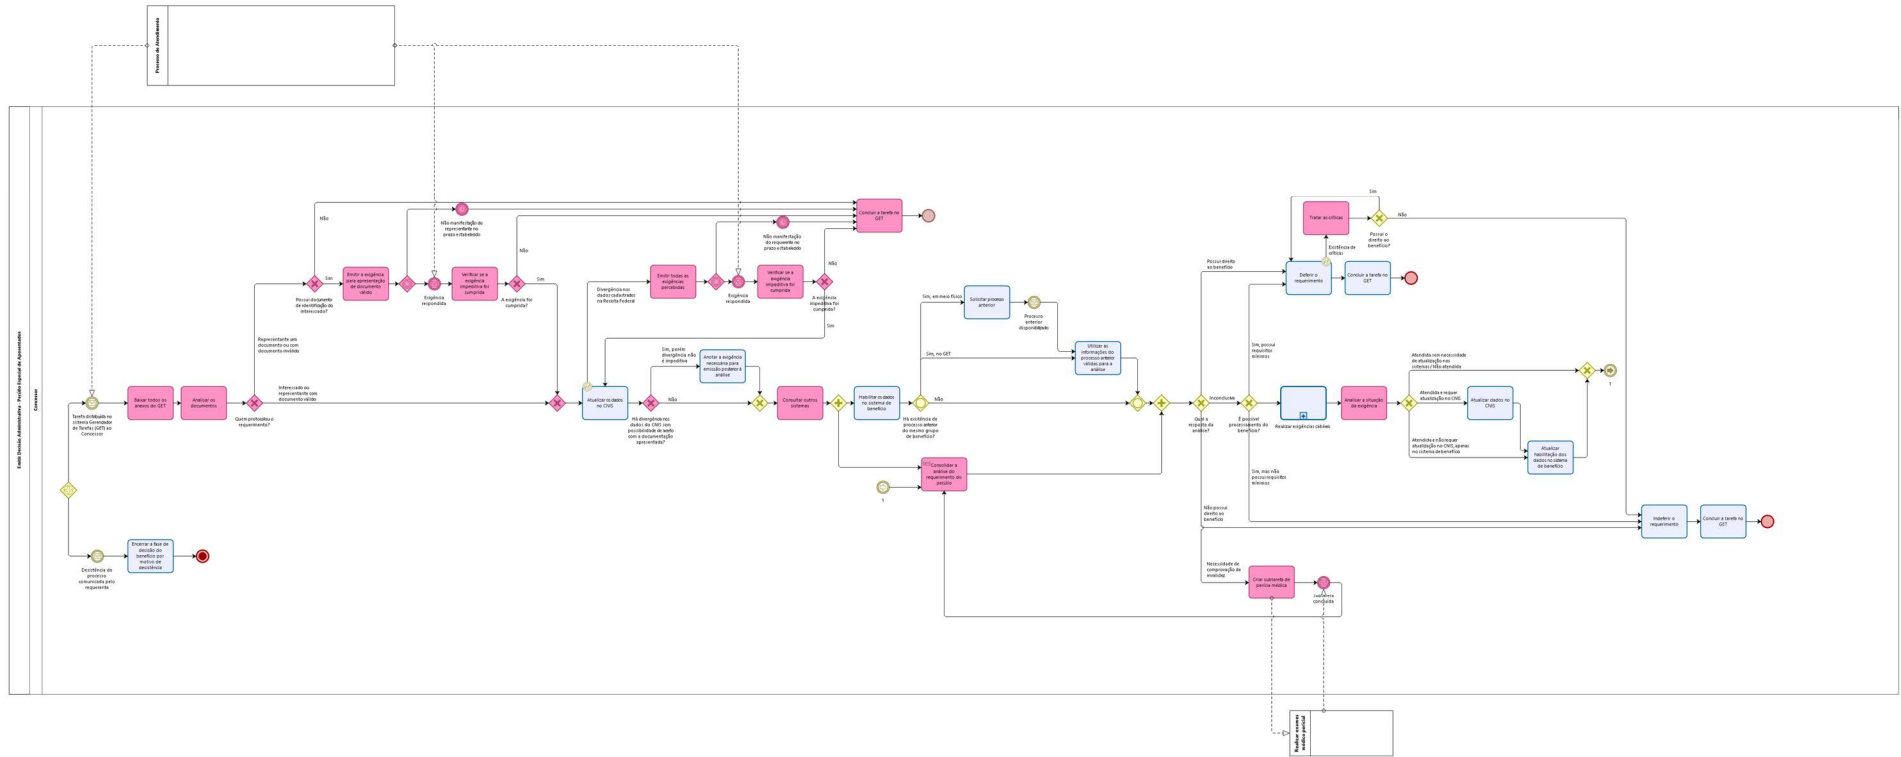 Processo de Atendimento
Emitir Decisão Administrativa - Pecúlio Especial de Aposentados
Concessor
Tarefa distribuída no
sistema Gerenciador
de Tarefas (GET) ao
Concessor
Baixar todos os
anexos do GET
Analisar os
documentos
Quem protocolou o
requerimento?
Representante sem
documento ou com
documento inválido
Interessado ou
representante com
documento válido
Desistência do
processo
comunicada pelo
requerente
Encerrar a fase de
decisão do
benefício por
motivo de
desistência
Não
Possui documento
de identificação do
interessado?
Sim
Emitir a exigência
para apresentação
de documento
válido
Não manifestação do
representante no
prazo estabelecido
Exigência
respondida
Verificar se a
exigência
impeditiva foi
cumprida
Não
A exigência foi
cumprida?
Sim
Atualizar os dados
no CNIS
Divergência nos
dados cadastrados
na Receita Federal
Emitir todas as
exigências
percebidas
Não manifestação
do requerente no
prazo estabelecido
Exigência
respondida
Verificar se a
exigência
impeditiva foi
cumprida
Não
A exigência
impeditiva foi
cumprida?
Sim
Concluir a tarefa no
GET
Há divergência nos
dados do CNIS sem
possibilidade de acerto
com a documentação
apresentada?
Sim, porém
divergência não
é impeditiva
Anotar a exigência
necessária para
emissão posterior à
análise
Não
Consultar outros
sistemas
Habilitar os dados
no sistema de
benefício
Há existência de
processo anterior
do mesmo grupo
de benefício?
Sim, em meio físico
Solicitar processo
anterior
Processo
anterior
disponibilizado
Sim, no GET
Utilizar as
informações do
processo anterior
válidas para a
análise
Não
1
Consolidar a
análise do
requerimento do
pecúlio
Qual a
resposta da
análise?
Inconclusiva
É possível
processamento do
benefício?
Possui direito
ao benefício
Sim, possui
requisitos
mínimos
Sim, mas não
possui requisitos
mínimos
Não possui
direito ao
benefício
Necessidade de
comprovação de
invalidez
Criar subtarefa de
perícia médica
Subtarefa
concluída
Realizar exames
médico pericial
Tratar as críticas
Existência de
críticas
Sim
Possui o
direito ao
benefício?
Não
Deferir o
requerimento
Concluir a tarefa no
GET
Realizar exigências cabíveis
Analisar a situação
da exigência
Atendida sem necessidade
de atualização nos
sistemas / Não atendida
Atendida e requer
atualização no CNIS
Atendida e não requer
atualização no CNIS, apenas
no sistema de benefício
Atualizar dados no
CNIS
Atualizar
habilitação dos
dados no sistema
de benefício
1
Indeferir o
requerimento
Concluir a tarefa no
GET